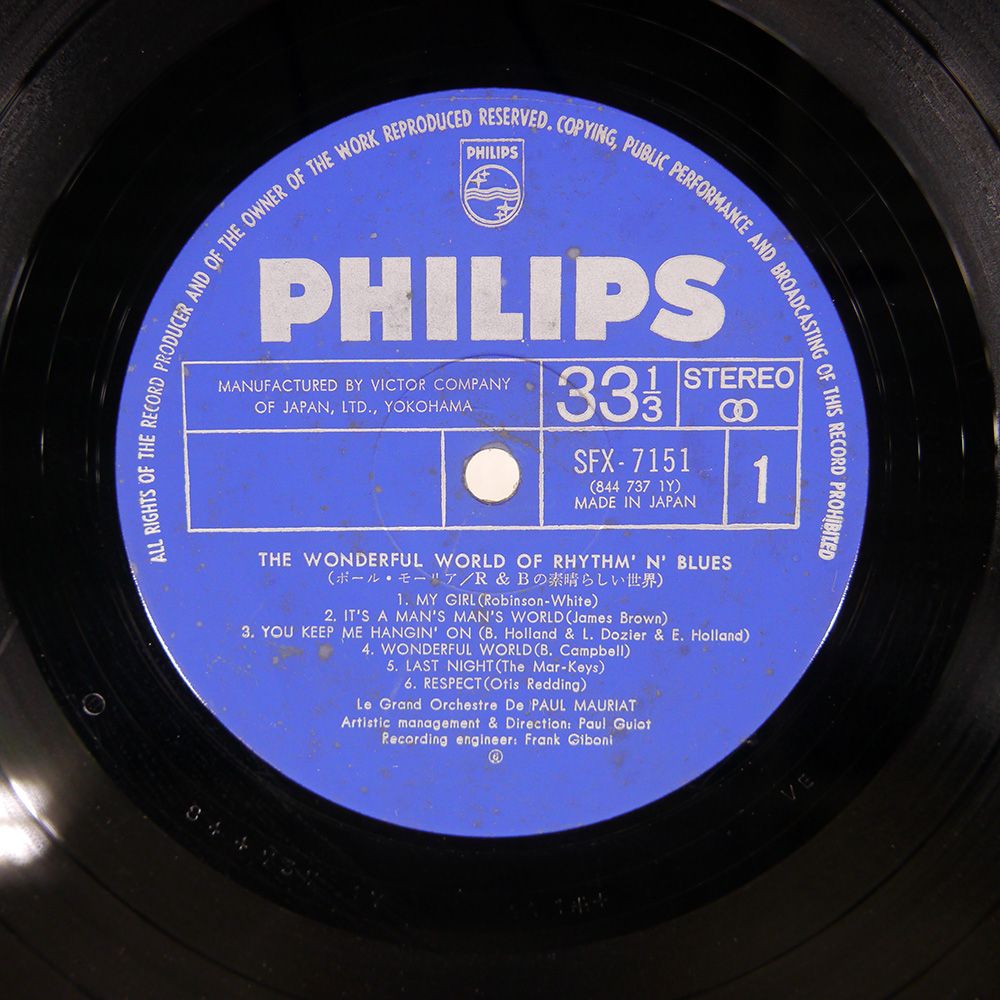 ALL RIGHTS OF THE RECORD PRODUCER AND OF THE OWNER OF THE WORK REPRODUCED RESERVED. COPYING, PUBLIC PERFORMANCE AND BROADCASTING OF THIS RECORD PROHIBITED
PHILIPS
PHILIPS
MANUFACTURED BY VICTOR COMPANY
OF JAPAN, LTD., YOKOHAMA
33 1/3
STEREO
SFX-7151
(844 737 1Y)
MADE IN JAPAN
1
THE WONDERFUL WORLD OF RHYTHM' N' BLUES
(ポール・モーリア/R & Bの素晴らしい世界)
1. MY GIRL(Robinson-White)
2. IT'S A MAN'S MAN'S WORLD(James Brown)
3. YOU KEEP ME HANGIN' ON (B. Holland & L. Dozier & E. Holland)
4. WONDERFUL WORLD(B. Campbell)
5. LAST NIGHT(The Mar-Keys)
6. RESPECT(Otis Redding)
Le Grand Orchestre De PAUL MAURIAT
Artistic management & Direction: Paul Guiot
Recording engineer: Frank Giboni
VE